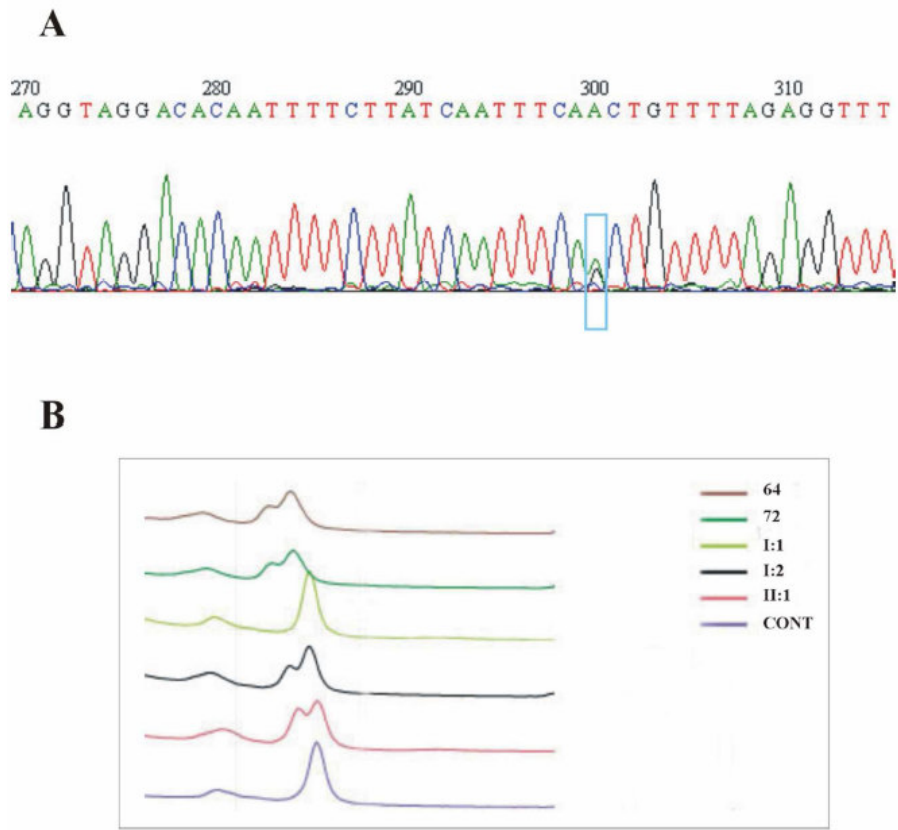 A
270 280 290 300 310
AGGTAGGACACAATTTTCTTATCAATTTCAACTGTTTTAGAGGTTT
B
64
72
I:1
I:2
II:1
CONT